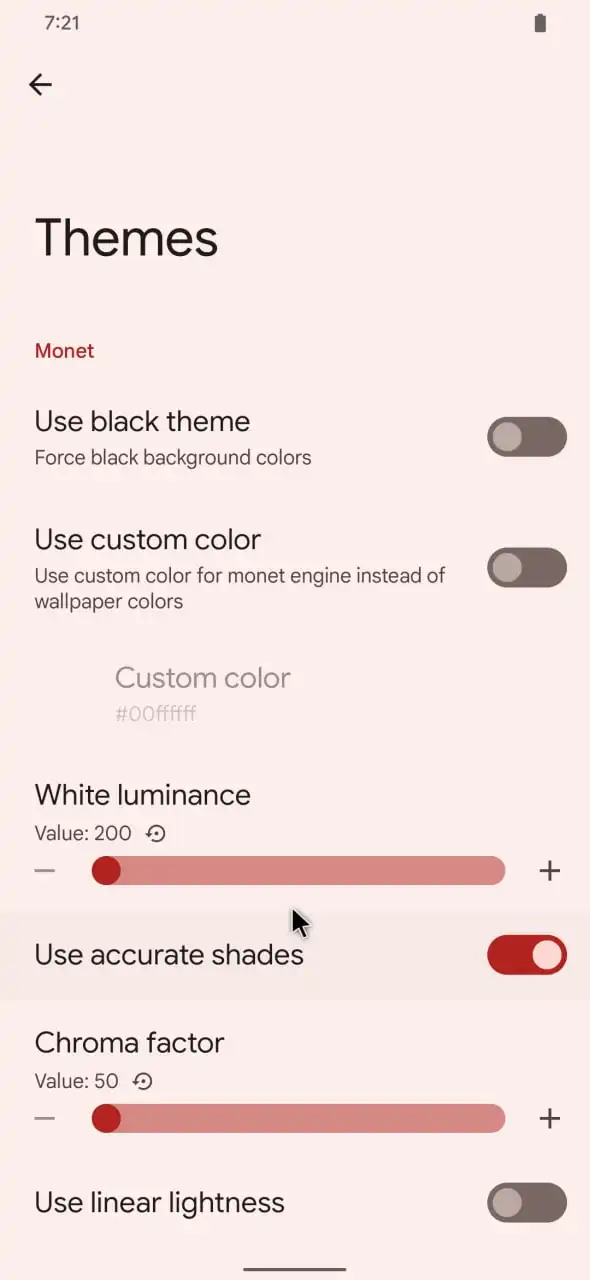 7:21
Themes
Monet
Use black theme
Force black background colors
Use custom color
Use custom color for monet engine instead of
wallpaper colors
Custom color
#00ffffff
White luminance
Value: 200
Use accurate shades
Chroma factor
Value: 50
Use linear lightness